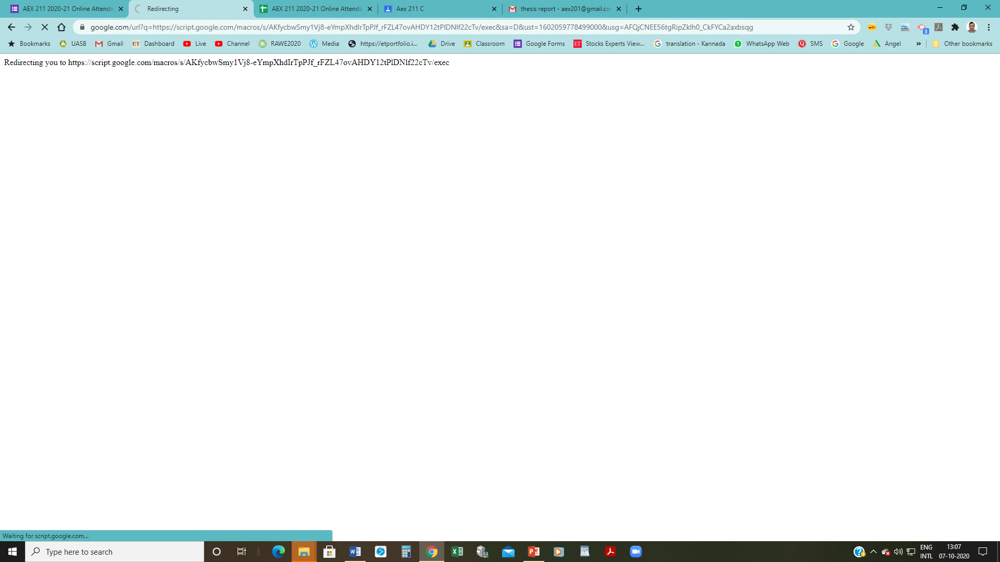 AEX 211 2020-21 Online Attenda
Redirecting
AEX 211 2020-21 Online Attenda
Aex 211 C
thesis report - aex201@gmail.co
google.com/url?q=https://script.google.com/macros/s/AKfycbwSmy1Vj8-eYmpXhdIrTpPJf_rFZL47ovAHDY12tPlDNlf22cTv/exec&sa=D&ust=1602059778499000&usg=AFQjCNEE56tgRipZklh0_CkFYCa2axbsqg
3
Bookmarks
UASB
Gmail
ET Dashboard
Live
Channel
RAWE2020
Media
https://etportfolio.i...
Drive
Classroom
Google Forms
ET Stocks Experts View...
translation - Kannada
WhatsApp Web
SMS
Google
Angel
»
Other bookmarks
Redirecting you to https://script.google.com/macros/s/AKfycbwSmy1Vj8-eYmpXhdIrTpPJf_rFZL47ovAHDY12tPlDNlf22cTv/exec
Waiting for script.google.com...
Type here to search
ENG
INTL
13:07
07-10-2020